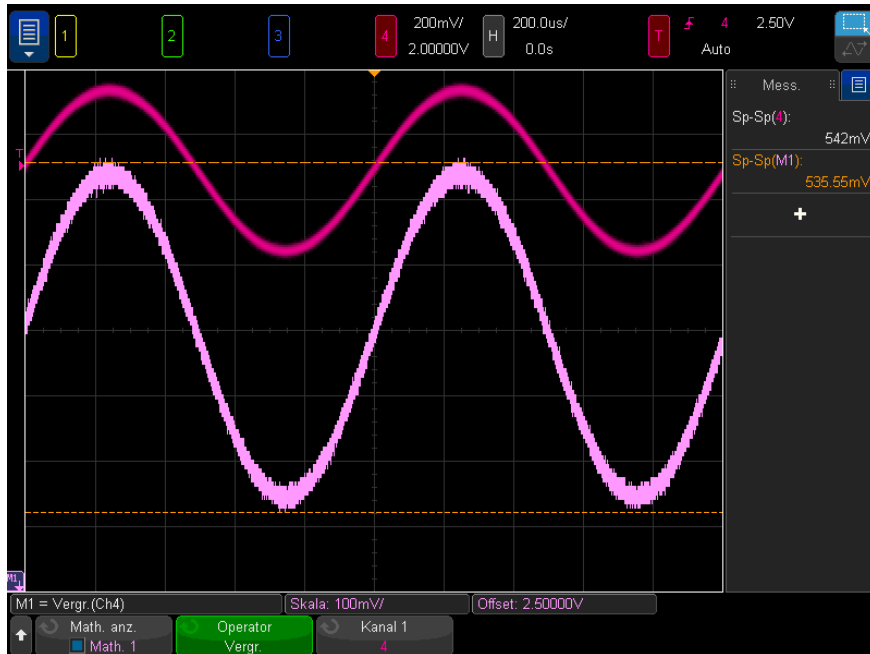 1
2
3
4
200mV/
2.00000V
H
200.0us/
0.0s
T
4
2.50V
Auto
Mess.
Sp-Sp(4):
542mV
Sp-Sp(M1):
535.55mV
+
T
M1
M1 = Vergr.(Ch4)
Skala: 100mV/
Offset: 2.50000V
Math. anz.
Math. 1
Operator
Vergr.
Kanal 1
4